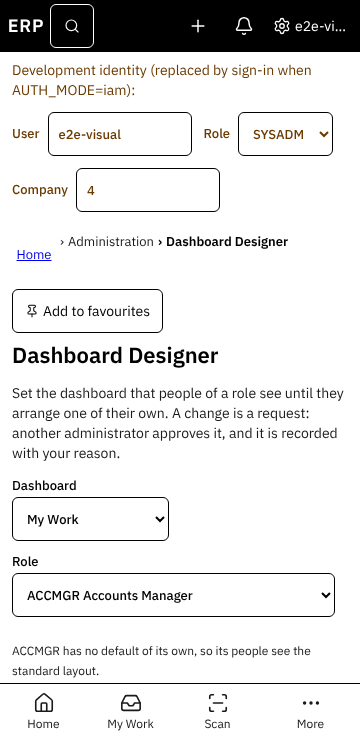 ERP e2e-vi...
Development identity (replaced by sign-in when
AUTH_MODE=iam):
User e2e-visual Role SYSADM
Company 4
Home › Administration › Dashboard Designer
Add to favourites
Dashboard Designer
Set the dashboard that people of a role see until they
arrange one of their own. A change is a request:
another administrator approves it, and it is recorded
with your reason.
Dashboard
My Work
Role
ACCMGR Accounts Manager
ACCMGR has no default of its own, so its people see the
standard layout.
Home My Work Scan More